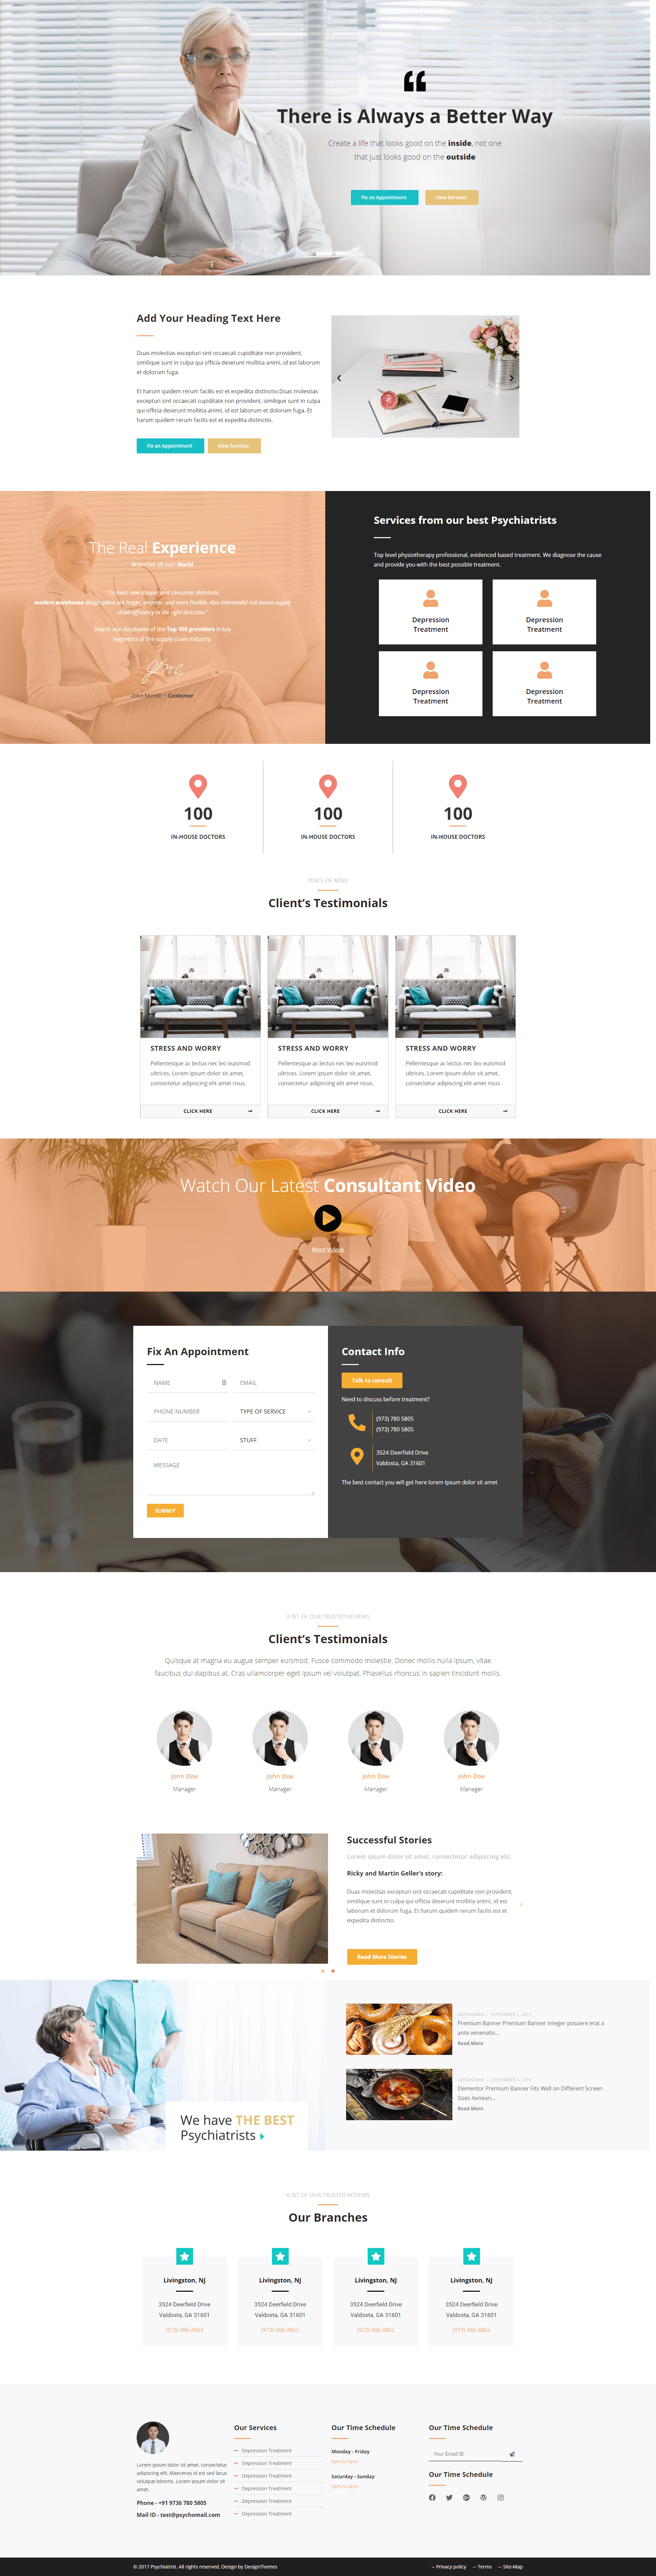 There is Always a Better Way
Create a life that looks good on the inside, not one
that just looks good on the outside
Fix an Appointment
View Services
Add Your Heading Text Here
Duas molestias excepturi sint occaecati cupiditate non provident,
similique sunt in culpa qui officia deserunt mollitia animi, id est laborum
et dolorum fuga.
Et harum quidem rerum facilis est et expedita distinctio.Duas molestias
excepturi sint occaecati cupiditate non provident, similique sunt in culpa
qui officia deserunt mollitia animi, id est laborum et dolorum fuga. Et
harum quidem rerum facilis est et expedita distinctio.
Fix an Appointment
View Services
The Real Experience
Branches all over World
" To meet new shipper and consumer demands,
modern warehouse design plans are larger, smarter, and more flexible. Also intermodal rail moves supply
chain efficiency in the right direction."
Search our databases of the Top 100 providers in key
segments of the supply chain industry.
John McHill - Customer
Services from our best Psychiatrists
Top level physiotherapy professional, evidenced based treatment. We diagnose the cause
and provide you with the best possible treatment.
Depression
Treatment
Depression
Treatment
Depression
Treatment
Depression
Treatment
100
IN-HOUSE DOCTORS
100
IN-HOUSE DOCTORS
100
IN-HOUSE DOCTORS
PEACE OF MIND
Client's Testimonials
STRESS AND WORRY
Pellentesque ac lectus nec leo euismod
ultrices. Lorem ipsum dolor sit amet,
consectetur adipiscing elit amet risus.
CLICK HERE
STRESS AND WORRY
Pellentesque ac lectus nec leo euismod
ultrices. Lorem ipsum dolor sit amet,
consectetur adipiscing elit amet risus.
CLICK HERE
STRESS AND WORRY
Pellentesque ac lectus nec leo euismod
ultrices. Lorem ipsum dolor sit amet,
consectetur adipiscing elit amet risus.
CLICK HERE
Watch Our Latest Consultant Video
More Videos
Fix An Appointment
NAME
EMAIL
PHONE NUMBER
TYPE OF SERVICE
DATE
STUFF
MESSAGE
SUBMIT
Contact Info
Talk to consult
Need to discuss before treatment?
(973) 780 5805
(973) 780 5805
3524 Deerfield Drive
Valdosta, GA 31601
The best contact you will get here lorem ipsum dolor sit amet
A BIT OF OUR TRUSTED REVIEWS
Client's Testimonials
Quisque at magna eu augue semper euismod. Fusce commodo molestie. Donec mollis nulla ipsum, vitae
faucibus dui dapibus at. Cras ullamcorper eget ipsum vel volutpat. Phasellus rhoncus in sapien tincidunt mollis.
John Doe
Manager
John Doe
Manager
John Doe
Manager
John Doe
Manager
Successful Stories
Lorem ipsum dolor sit amet, consectetur adipiscing elit.
Ricky and Martin Geller's story:
Duas molestias excepturi sint occaecati cupiditate non provident,
similique sunt in culpa qui officia deserunt mollitia animi, id est
laborum et dolorum fuga. Et harum quidem rerum facilis est et
expedita distinctio.
Read More Stories
We have THE BEST
Psychiatrists
Premium Banner Premium Banner Integer posuere erat a
ante venenatis...
Read More
Elementor Premium Banner Fits Well on Different Screen
Sizes Aenean...
Read More
A BIT OF OUR TRUSTED REVIEWS
Our Branches
Livingston, NJ
3524 Deerfield Drive
Valdosta, GA 31601
(973) 486-4862
Livingston, NJ
3524 Deerfield Drive
Valdosta, GA 31601
(973) 486-4862
Livingston, NJ
3524 Deerfield Drive
Valdosta, GA 31601
(973) 486-4862
Livingston, NJ
3524 Deerfield Drive
Valdosta, GA 31601
(973) 486-4862
Lorem ipsum dolor sit amet, consectetur
adipiscing elit. Maecenas id est sed lacus
volutpat lobortis. Lorem ipsum dolor sit
amet.
Phone - +91 9736 780 5805
Mail ID - test@psychomail.com
Our Services
Depression Treatment
Depression Treatment
Depression Treatment
Depression Treatment
Depression Treatment
Depression Treatment
Our Time Schedule
Monday - Friday
8am to 6pm
Saturday - Sunday
Our Time Schedule
Your Email ID
Our Time Schedule
© 2017 Psychiatrist. All rights reserved. Design by DesignThemes
– Privacy policy – Terms – Site-Map